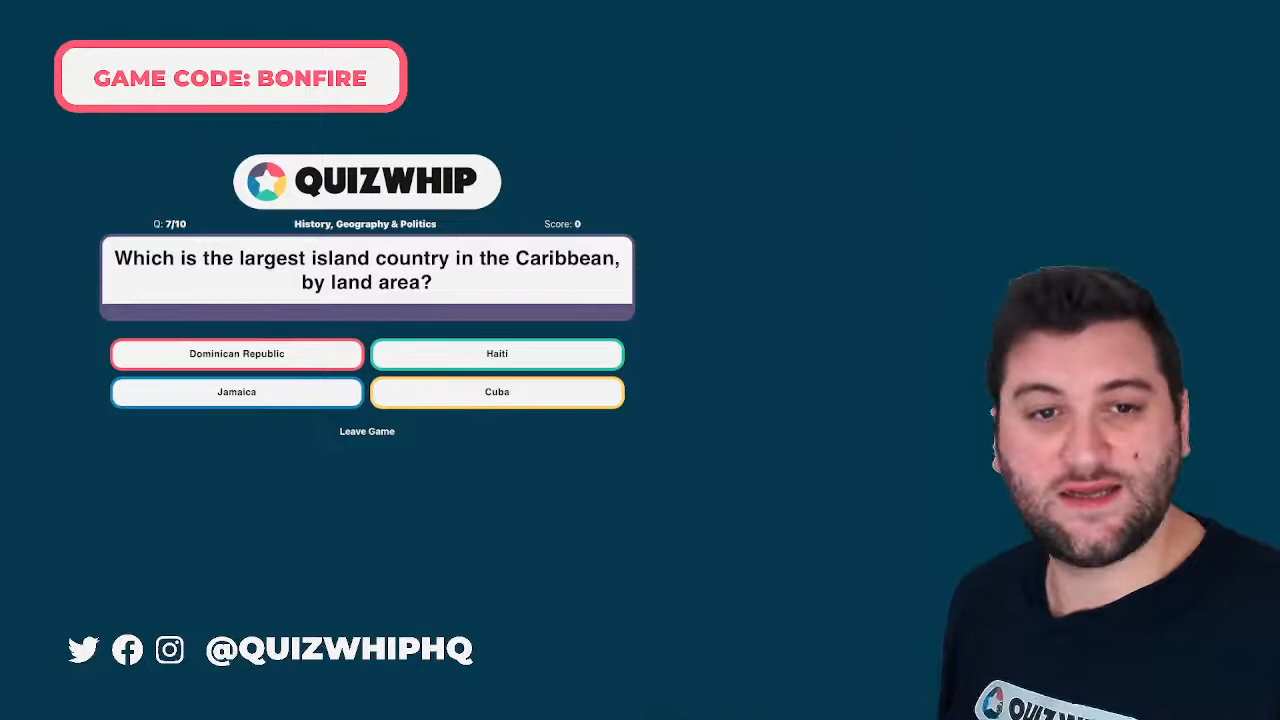 GAME CODE: BONFIRE
QUIZWHIP
Q: 7/10
History, Geography & Politics
Score: 0
Which is the largest island country in the Caribbean,
by land area?
Dominican Republic
Haiti
Jamaica
Cuba
Leave Game
@QUIZWHIPHQ